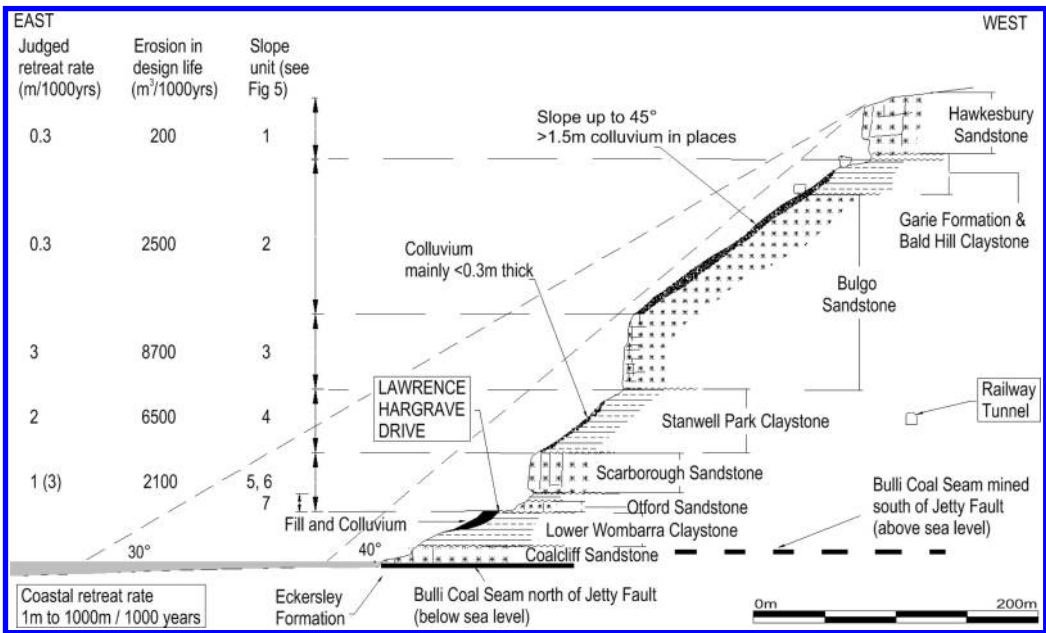 EAST
WEST
Judged
retreat rate
(m/1000yrs)
Erosion in
design life
(m³/1000yrs)
Slope
unit (see
Fig 5)
0.3 200 1
0.3 2500 2
3 8700 3
2 6500 4
1 (3) 2100 5, 6
7
Slope up to 45°
>1.5m colluvium in places
Hawkesbury
Sandstone
Garie Formation &
Bald Hill Claystone
Colluvium
mainly <0.3m thick
Bulgo
Sandstone
LAWRENCE
HARGRAVE
DRIVE
Stanwell Park Claystone
Railway
Tunnel
Scarborough Sandstone
Otford Sandstone
Fill and Colluvium
Lower Wombarra Claystone
Coalcliff Sandstone
Bulli Coal Seam mined
south of Jetty Fault
(above sea level)
30°
40°
Coastal retreat rate
1m to 1000m / 1000 years
Eckersley
Formation
Bulli Coal Seam north of Jetty Fault
(below sea level)
0m 200m